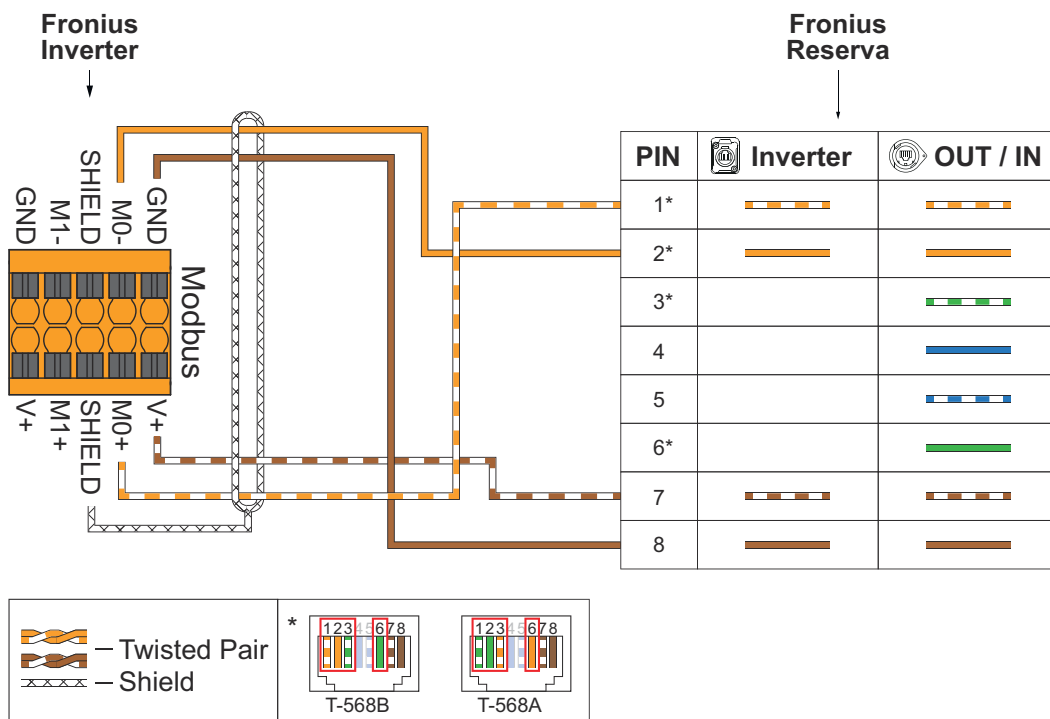 Fronius
Inverter
Fronius
Reserva
GND
M1-
SHIELD
M0-
GND
Modbus
V+
M1+
SHIELD
M0+
V+
PIN Inverter OUT / IN
1*
2*
3*
4
5
6*
7
8
Twisted Pair
Shield
*
12345678
T-568B
12345678
T-568A